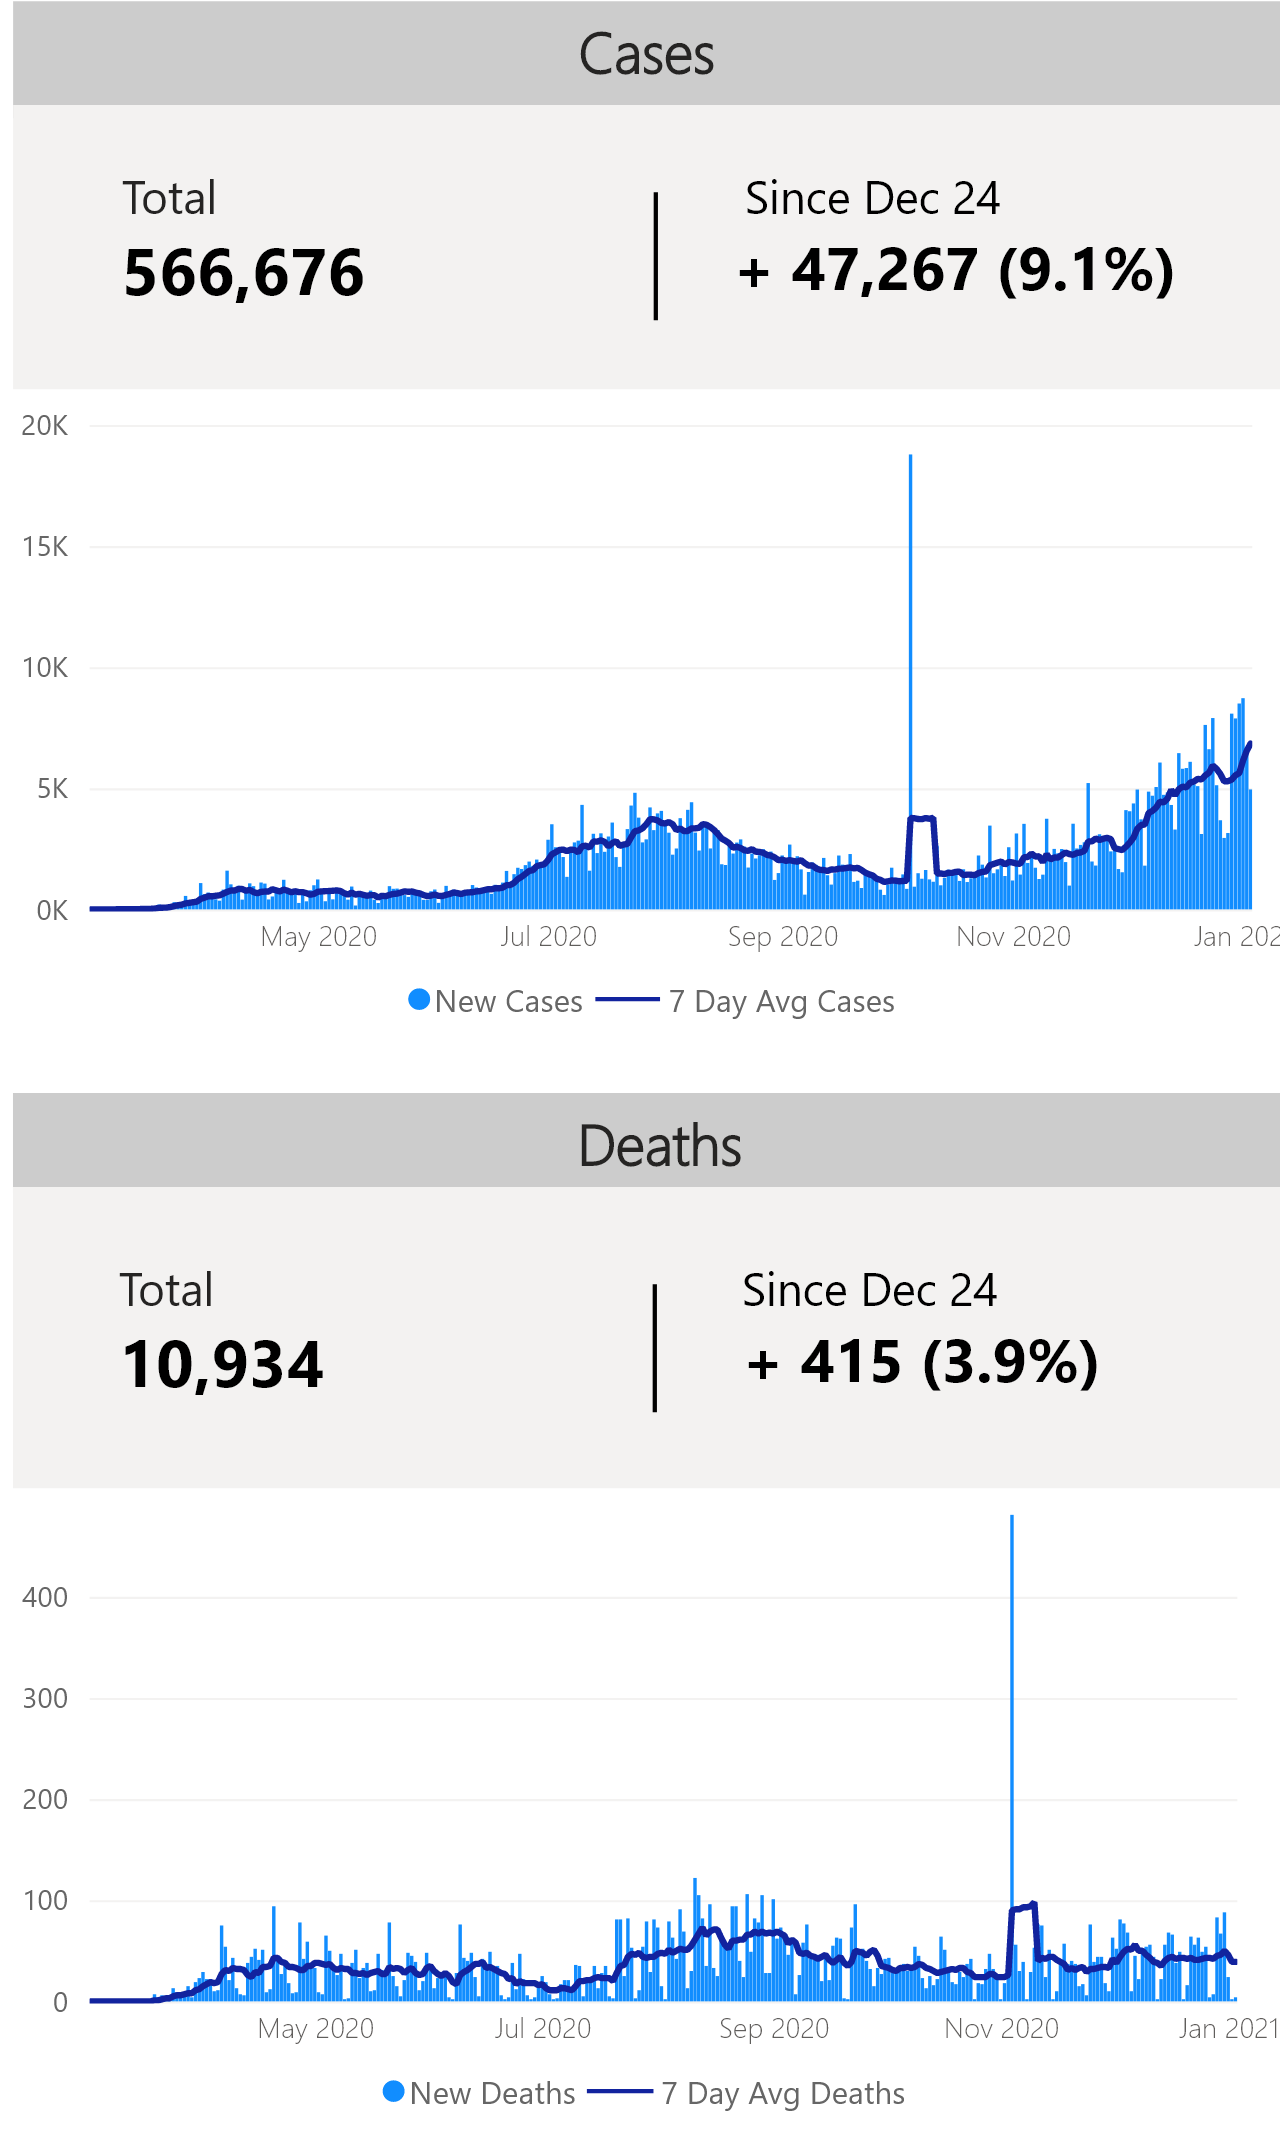 Cases
Total
Since Dec 24
566,676
+ 47,267 (9.1%)
20K
15K
10K
5K
0K
May 2020
Jul 2020
Sep 2020
Nov 2020
Jan 202
New Cases
7 Day Avg Cases
Deaths
Total
Since Dec 24
10,934
+ 415 (3.9%)
400
300
200
100
0
May 2020
Jul 2020
Sep 2020
Nov 2020
Jan 2021
New Deaths
7 Day Avg Deaths